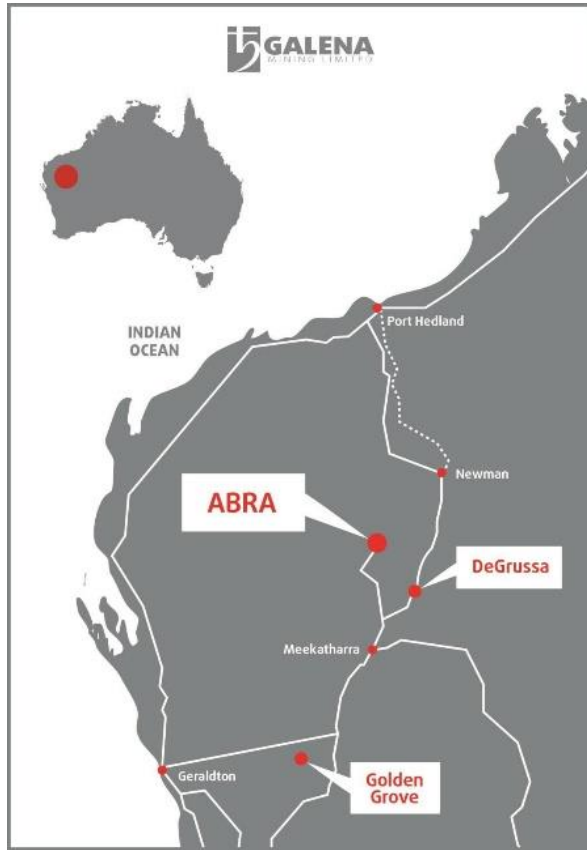 GALENA
MINING LIMITED
INDIAN
OCEAN
Port Hedland
Newman
ABRA
DeGrussa
Meekatharra
Geraldton
Golden
Grove